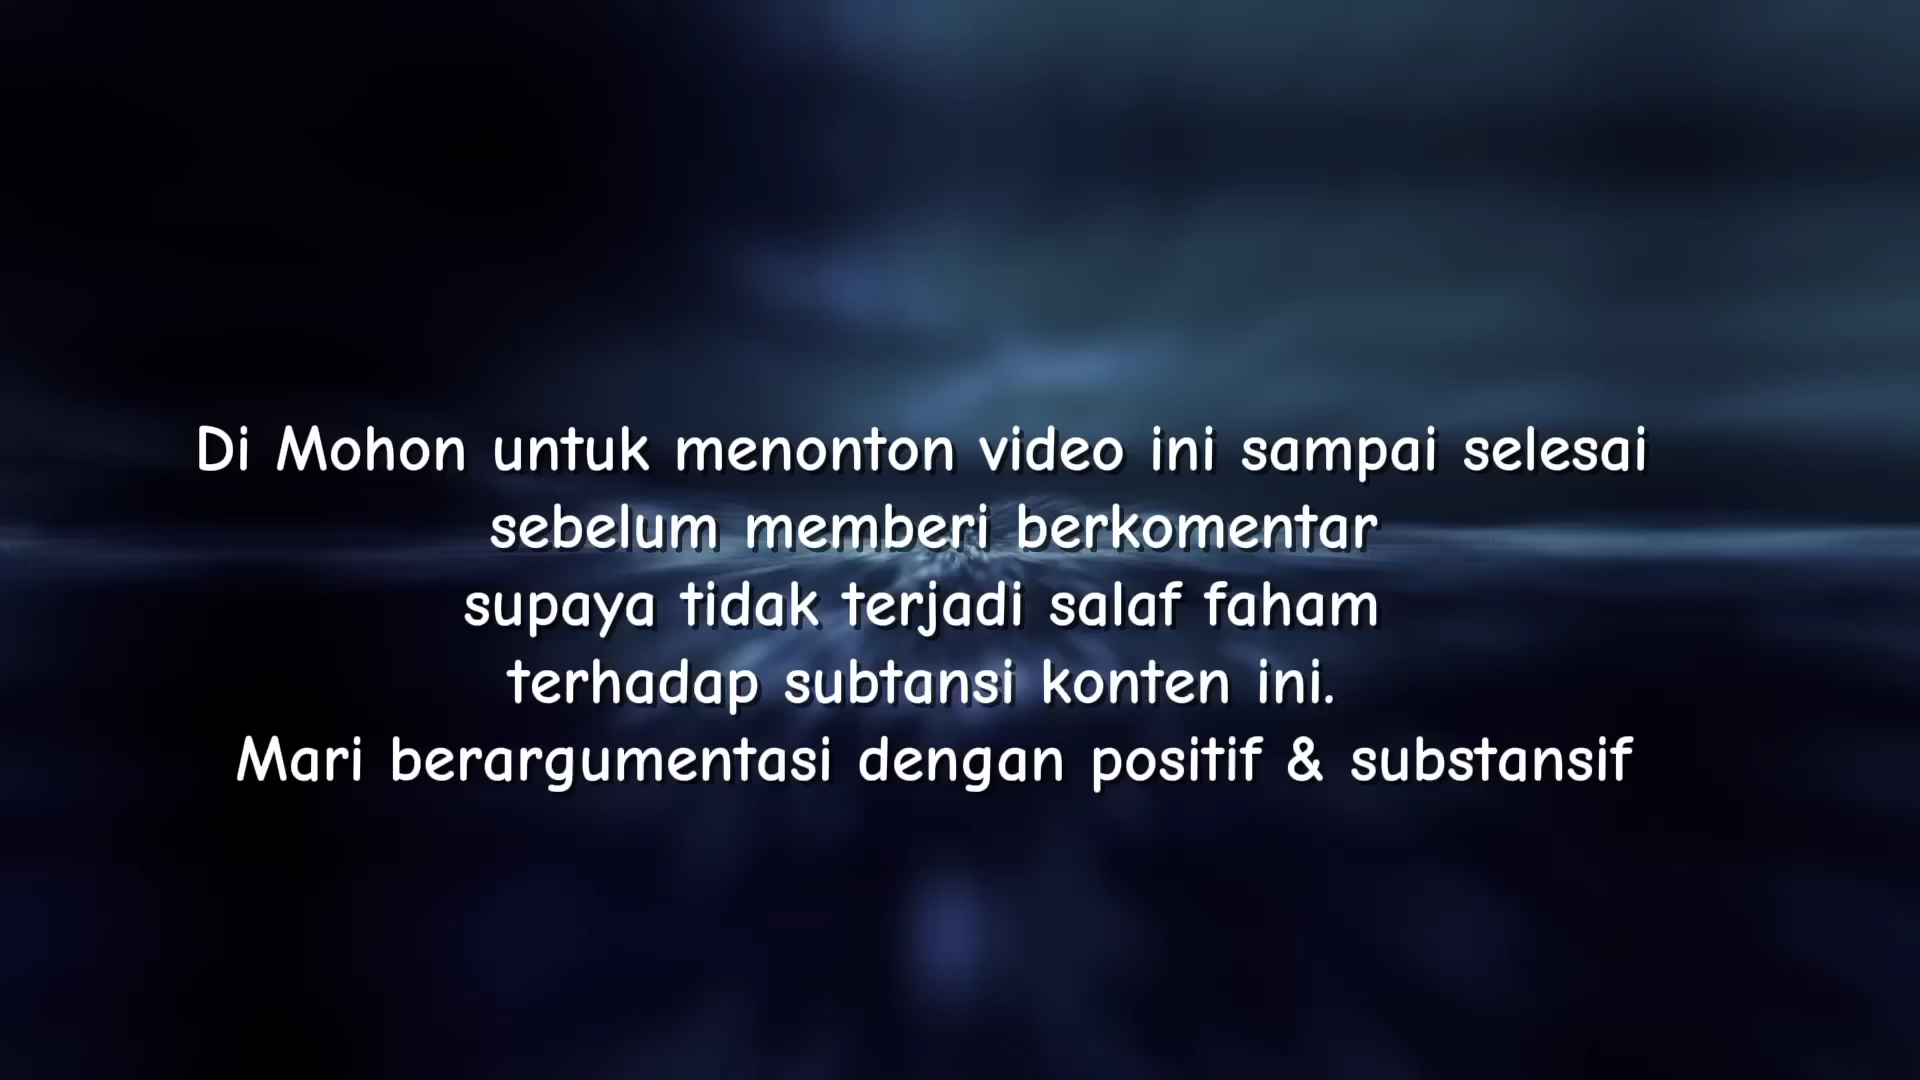 Di Mohon untuk menonton video ini sampai selesai
sebelum memberi berkomentar
supaya tidak terjadi salaf faham
terhadap subtansi konten ini.
Mari berargumentasi dengan positif & substansif